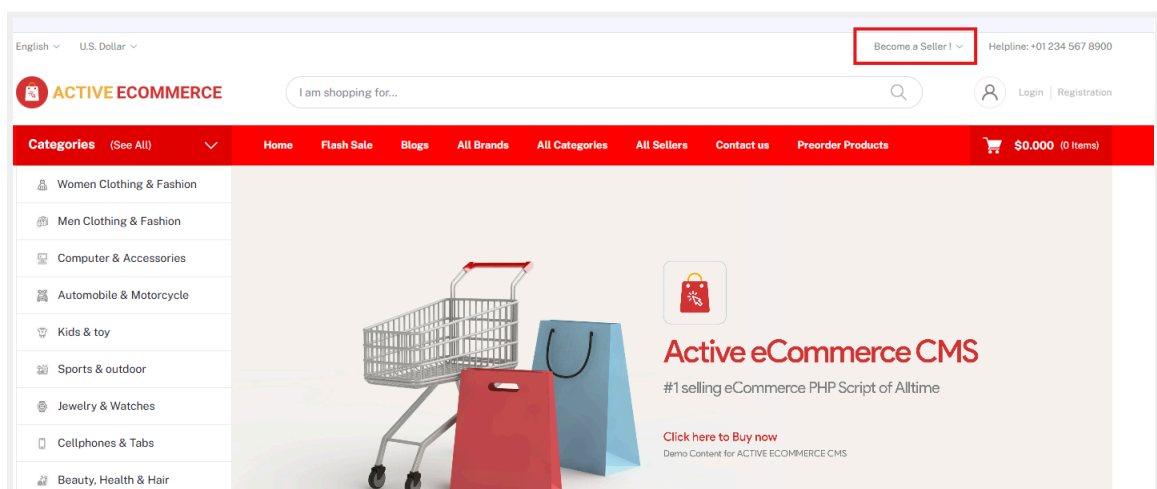 English U.S. Dollar Become a Seller ! Helpline: +01 234 567 8900
ACTIVE ECOMMERCE I am shopping for... Login | Registration
Categories (See All) Home Flash Sale Blogs All Brands All Categories All Sellers Contact us Preorder Products $0.000 (0 Items)
Women Clothing & Fashion
Men Clothing & Fashion
Computer & Accessories
Automobile & Motorcycle
Kids & toy
Sports & outdoor
Jewelry & Watches
Cellphones & Tabs
Beauty, Health & Hair
Active eCommerce CMS
#1 selling eCommerce PHP Script of Alltime
Click here to Buy now
Demo Content for ACTIVE ECOMMERCE CMS